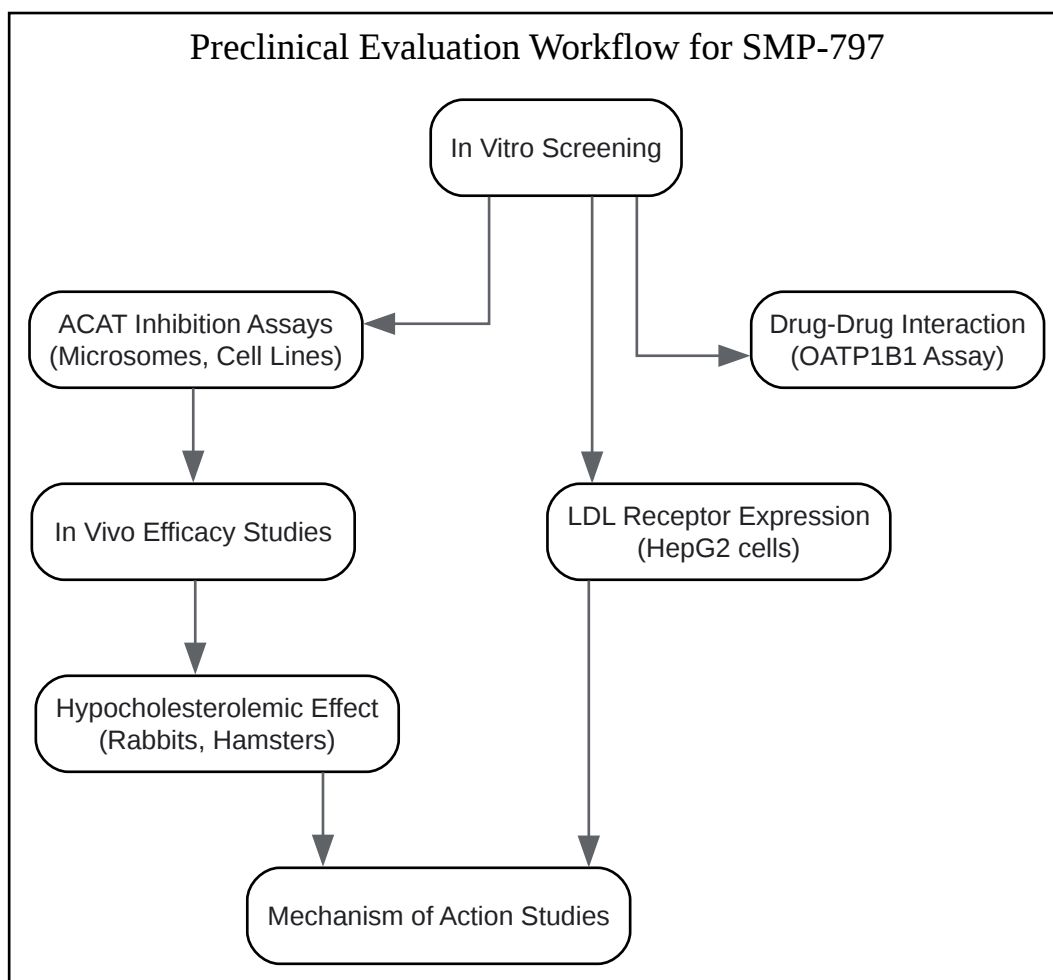 Preclinical Evaluation Workflow for SMP-797
In Vitro Screening
ACAT Inhibition Assays
(Microsomes, Cell Lines)
Drug-Drug Interaction
(OATP1B1 Assay)
In Vivo Efficacy Studies
LDL Receptor Expression
(HepG2 cells)
Hypocholesterolemic Effect
(Rabbits, Hamsters)
Mechanism of Action Studies